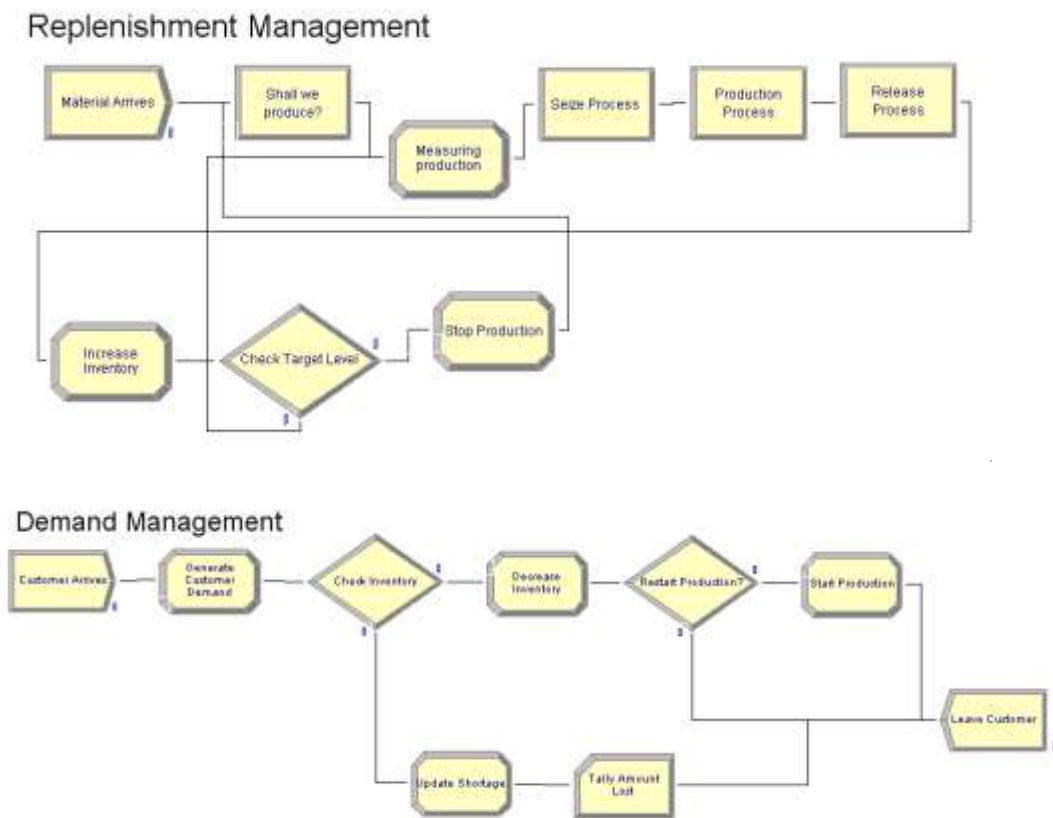 Replenishment Management
Material Arrives
Shall we
produce?
Measuring
production
Seize Process
Production
Process
Release
Process
Increase
Inventory
Check Target Level
Stop Production
Demand Management
Customer Arrives
Generate
Customer
Demand
Check Inventory
Decrease
Inventory
Restart Production?
Start Production
Leave Customer
Update Shortage
Tally Amount
Lost